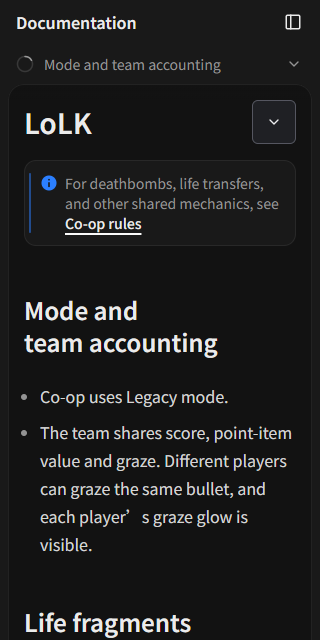 Documentation
Mode and team accounting
LoLK
For deathbombs, life transfers,
and other shared mechanics, see
Co-op rules
Mode and
team accounting
Co-op uses Legacy mode.
The team shares score, point-item
value and graze. Different players
can graze the same bullet, and
each player’s graze glow is
visible.
Life fragments